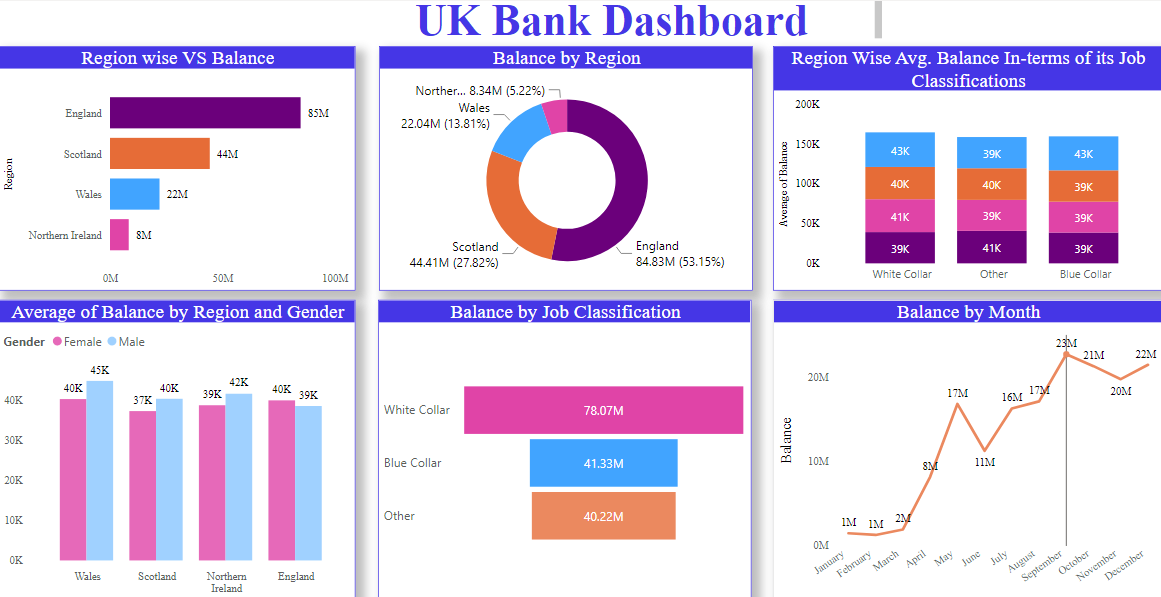 UK Bank Dashboard
Region wise VS Balance
Region
England
85M
Scotland
44M
Wales
22M
Northern Ireland
8M
0M
50M
100M
Balance by Region
Norther... 8.34M (5.22%)
Wales
22.04M (13.81%)
Scotland
44.41M (27.82%)
England
84.83M (53.15%)
Region Wise Avg. Balance In-terms of its Job
Classifications
Average of Balance
200K
150K
100K
50K
0K
43K
39K
43K
40K
40K
39K
41K
39K
39K
39K
41K
39K
White Collar
Other
Blue Collar
Average of Balance by Region and Gender
Gender
Female
Male
40K
30K
20K
10K
0K
40K
45K
37K
40K
39K
42K
40K
39K
Wales
Scotland
Northern
Ireland
England
Balance by Job Classification
White Collar
78.07M
Blue Collar
41.33M
Other
40.22M
Balance by Month
Balance
20M
10M
0M
1M
1M
2M
8M
17M
11M
16M
17M
23M
21M
20M
22M
January
February
March
April
May
June
July
August
September
October
November
December